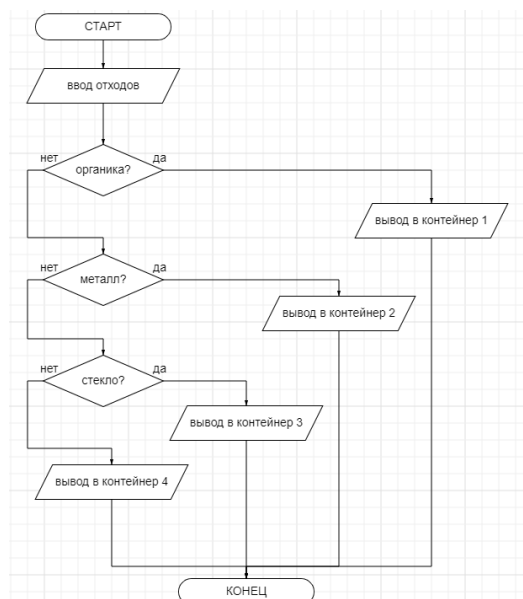 СТАРТ
ввод отходов
нет
да
органика?
вывод в контейнер 1
нет
да
металл?
вывод в контейнер 2
нет
да
стекло?
вывод в контейнер 3
вывод в контейнер 4
КОНЕЦ